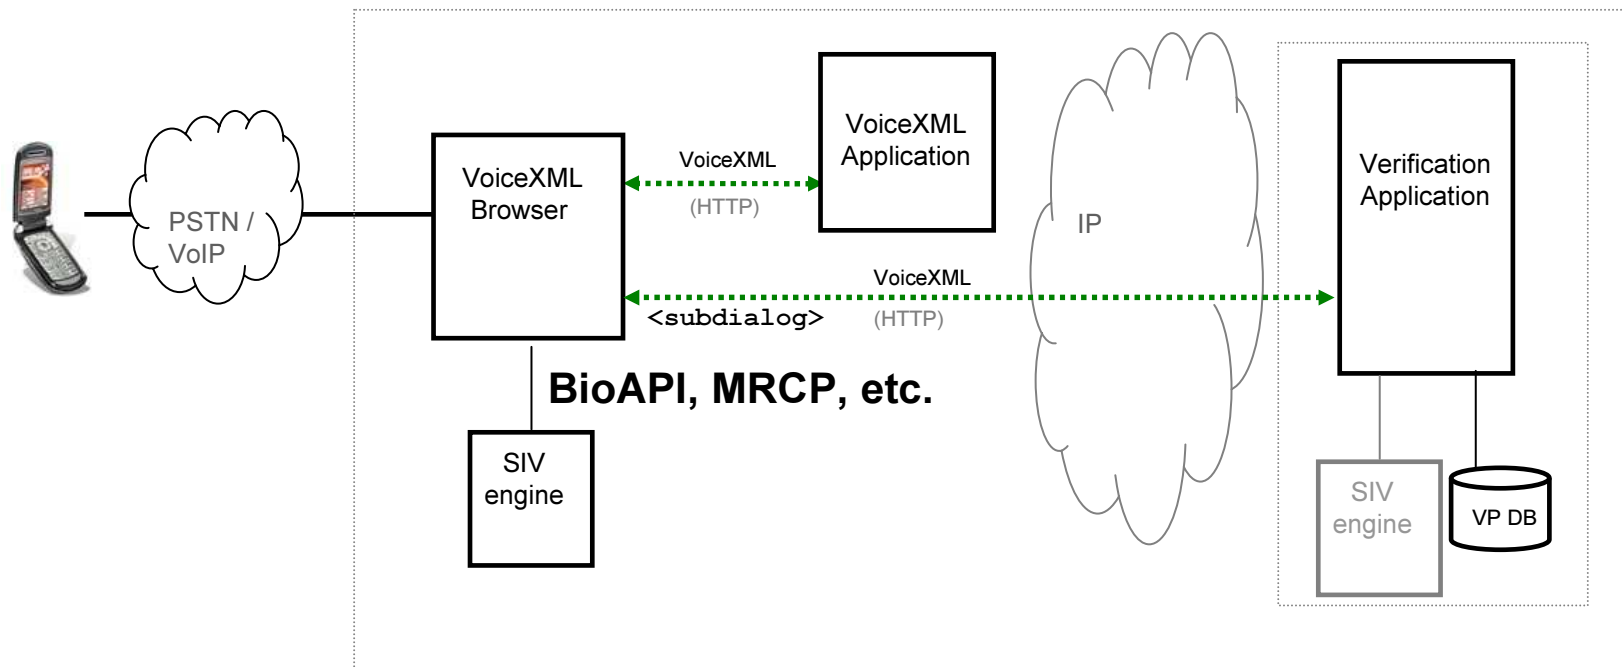 PSTN /
VoIP
VoiceXML
Browser
VoiceXML
(HTTP)
VoiceXML
Application
IP
Verification
Application
VoiceXML
<subdialog>
(HTTP)
BioAPI, MRCP, etc.
SIV
engine
SIV
engine
VP DB